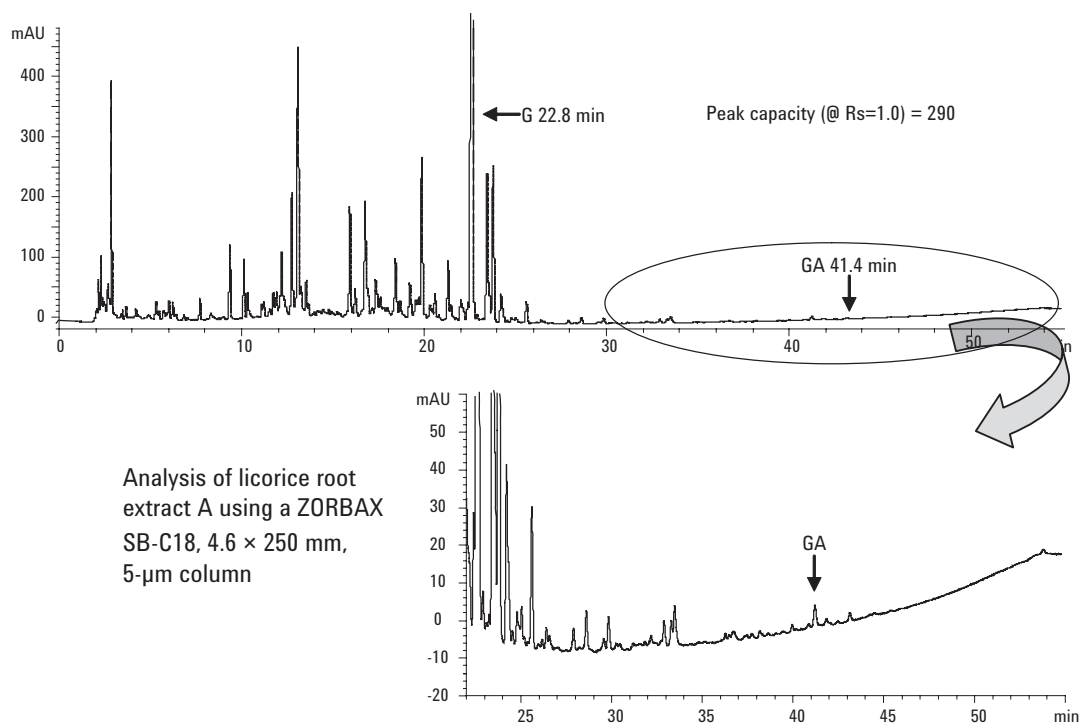 mAU
400
300
200
100
0
0
10
20
30
40
50
in
G 22.8 min
Peak capacity (@ Rs=1.0) = 290
GA 41.4 min
Analysis of licorice root
extract A using a ZORBAX
SB-C18, 4.6 × 250 mm,
5-µm column
mAU
50
40
30
20
10
0
-10
-20
GA
25
30
35
40
45
50
min